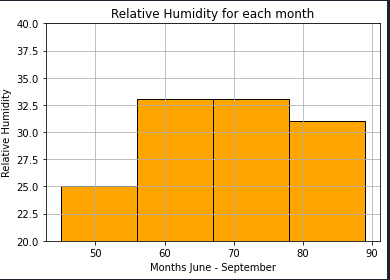 Relative Humidity for each month
40.0
37.5
35.0
32.5
30.0
27.5
25.0
22.5
20.0
Relative Humidity
50 60 70 80 90
Months June - September